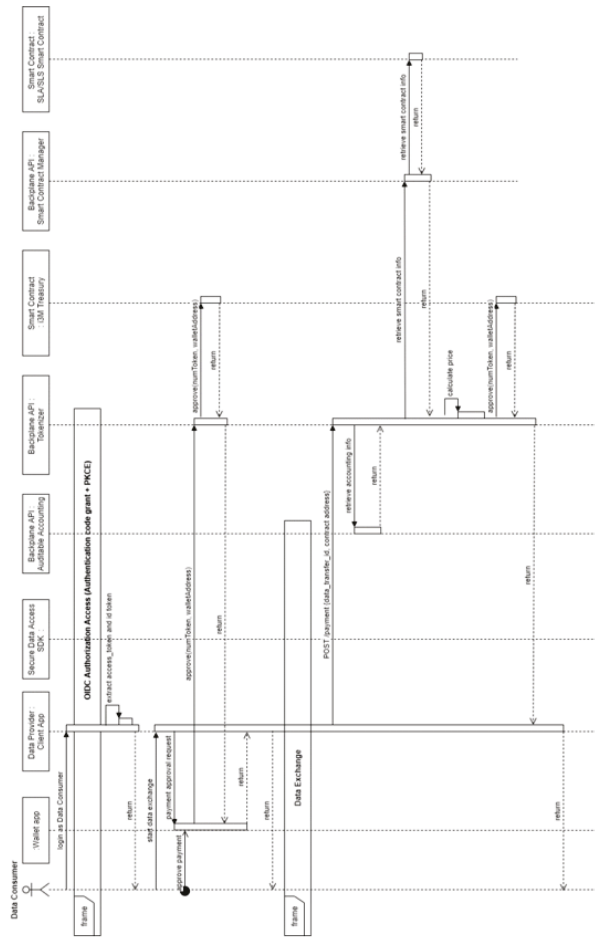 Data Consumer
:Wallet app
Data Provider :
Client App
Secure Data Access
SDK
Backplane API :
Auditable Accounting
Backplane API :
Tokenizer
Smart Contract
: i3M Treasury
Backplane API :
Smart Contract Manager
Smart Contract :
SLA/SLS Smart Contract
login as Data Consumer
frame
OIDC Authorization Access (Authentication code grant + PKCE)
extract access_token and id token
return
start data exchange
payment approval request
approve payment
approve(numToken, walletAddress)
approve(numToken, walletAddress)
return
return
return
return
frame
Data Exchange
POST /payment {data_transfer_id, contract address}
retrieve accounting info
return
retrieve smart contract info
retrieve smart contract info
return
return
calculate price
approve(numToken, walletAddress)
return
return
return